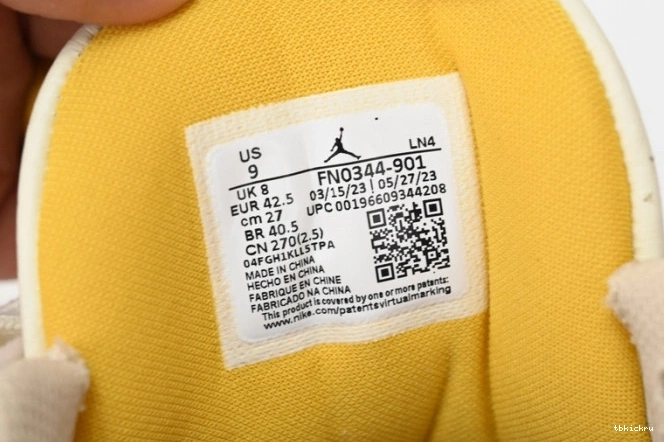 US
9
LN4
UK 8
FN0344-901
EUR 42.5
03/15/23 | 05/27/23
cm 27
UPC 00196609344208
BR 40.5
CN 270(2.5)
04FGH1KLLSTPA
MADE IN CHINA
HECHO EN CHINA
FABRIQUE EN CHINE
FABRICADO NA CHINA
This product is covered by one or more patents:
www.nike.com/patentsvirtualmarking
tbkickru